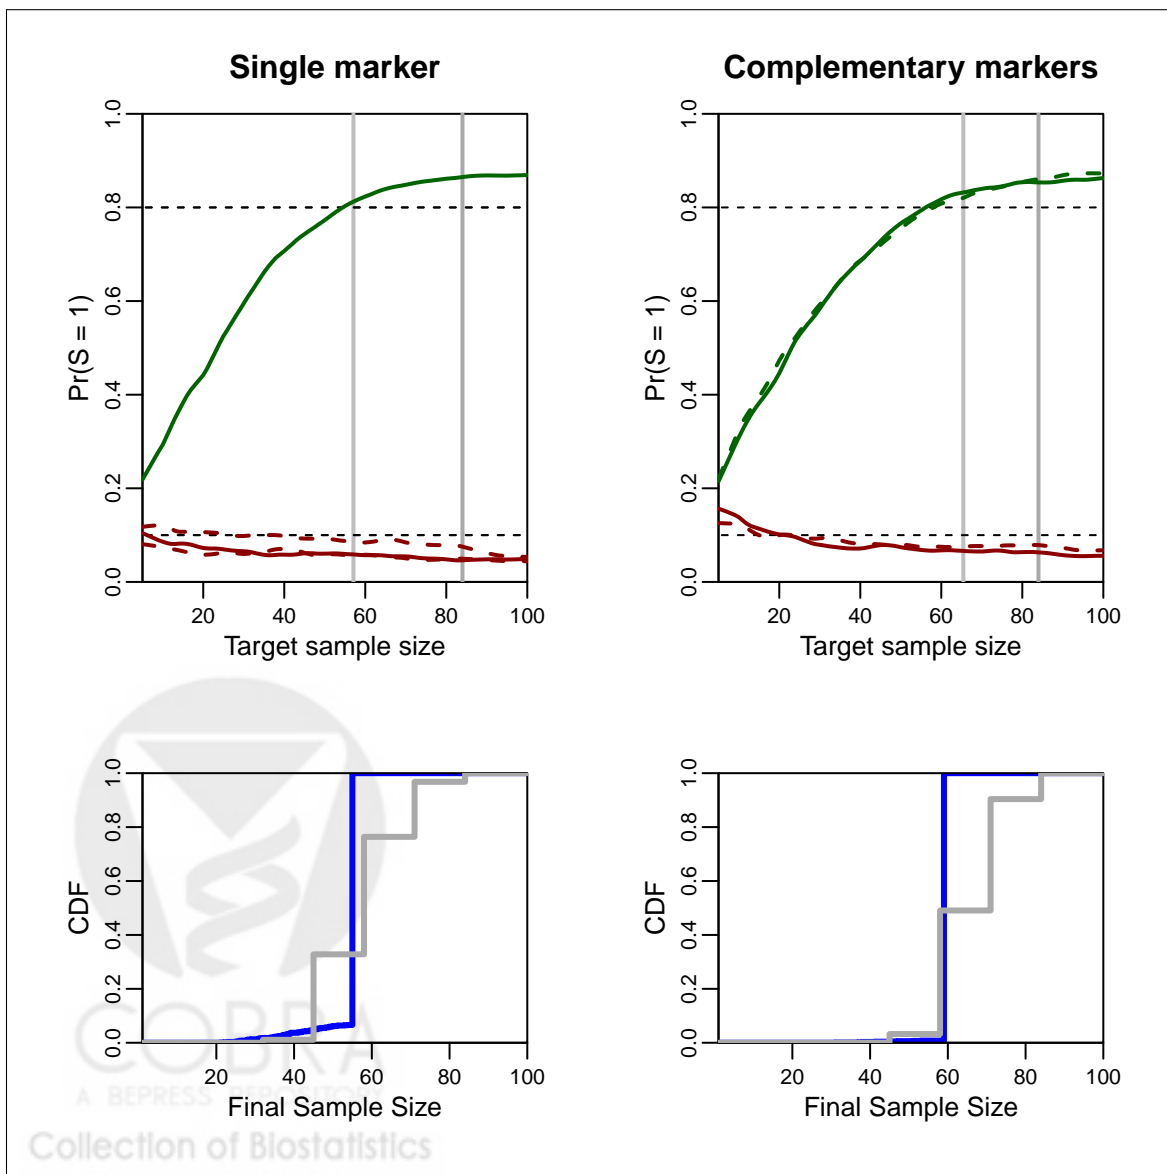 Single marker
Complementary markers
Pr(S = 1)
0.0 0.2 0.4 0.6 0.8 1.0
20 40 60 80 100
Target sample size
Pr(S = 1)
0.0 0.2 0.4 0.6 0.8 1.0
20 40 60 80 100
Target sample size
CDF
0.0 0.2 0.4 0.6 0.8 1.0
20 40 60 80 100
Final Sample Size
CDF
0.0 0.2 0.4 0.6 0.8 1.0
20 40 60 80 100
Final Sample Size
COBRA
A BEPRESS REPOSITORY
Collection of Biostatistics